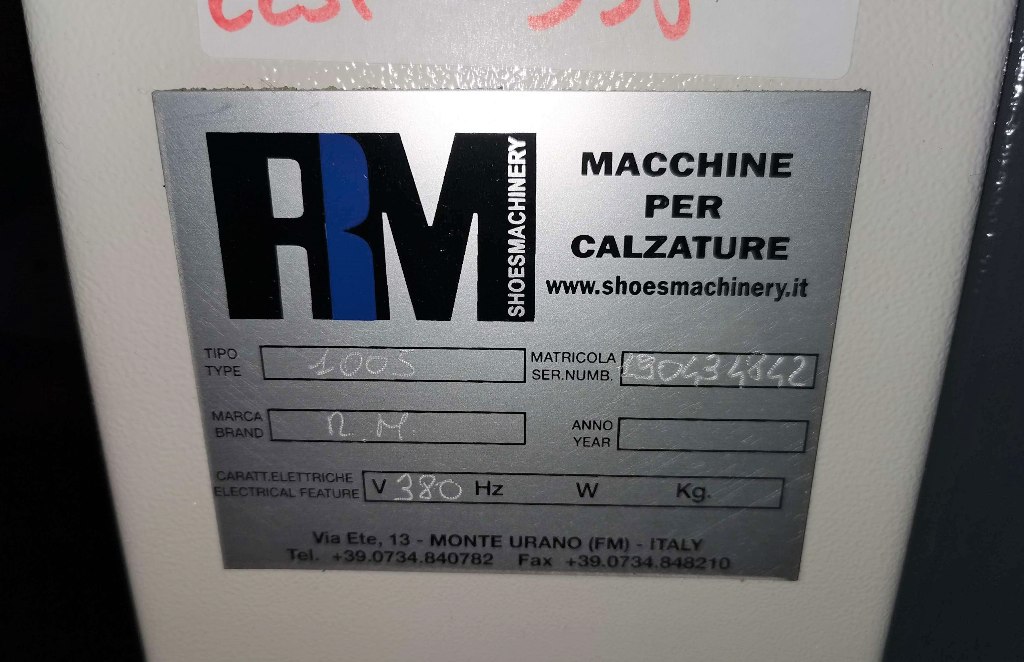 RM SHOESMACHINERY
MACCHINE
PER
CALZATURE
www.shoesmachinery.it
TIPO
TYPE
1005
MATRICOLA
SER.NUMB.
MARCA
BRAND
R.M.
ANNO
YEAR
CARATT.ELETTRICHE
ELECTRICAL FEATURE
V 380 Hz W Kg.
Via Ete, 13 - MONTE URANO (FM) - ITALY
Tel. +39.0734.840782 Fax +39.0734.848210